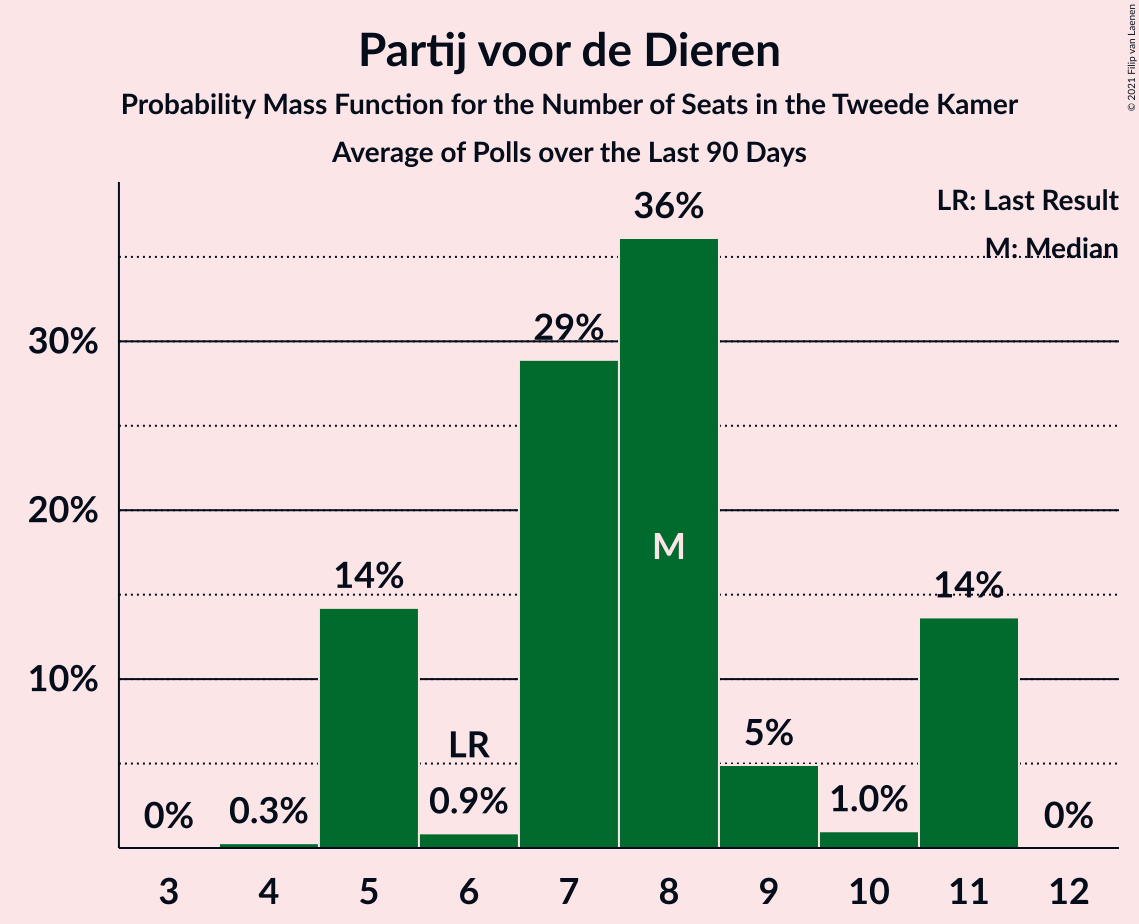 Partij voor de Dieren
Probability Mass Function for the Number of Seats in the Tweede Kamer
Average of Polls over the Last 90 Days
© 2021 Filip van Laenen
LR: Last Result
M: Median
36%
29%
30%
20%
M
14%
14%
10%
LR
5%
0%
0.3%
0.9%
1.0%
0%
3 4 5 6 7 8 9 10 11 12